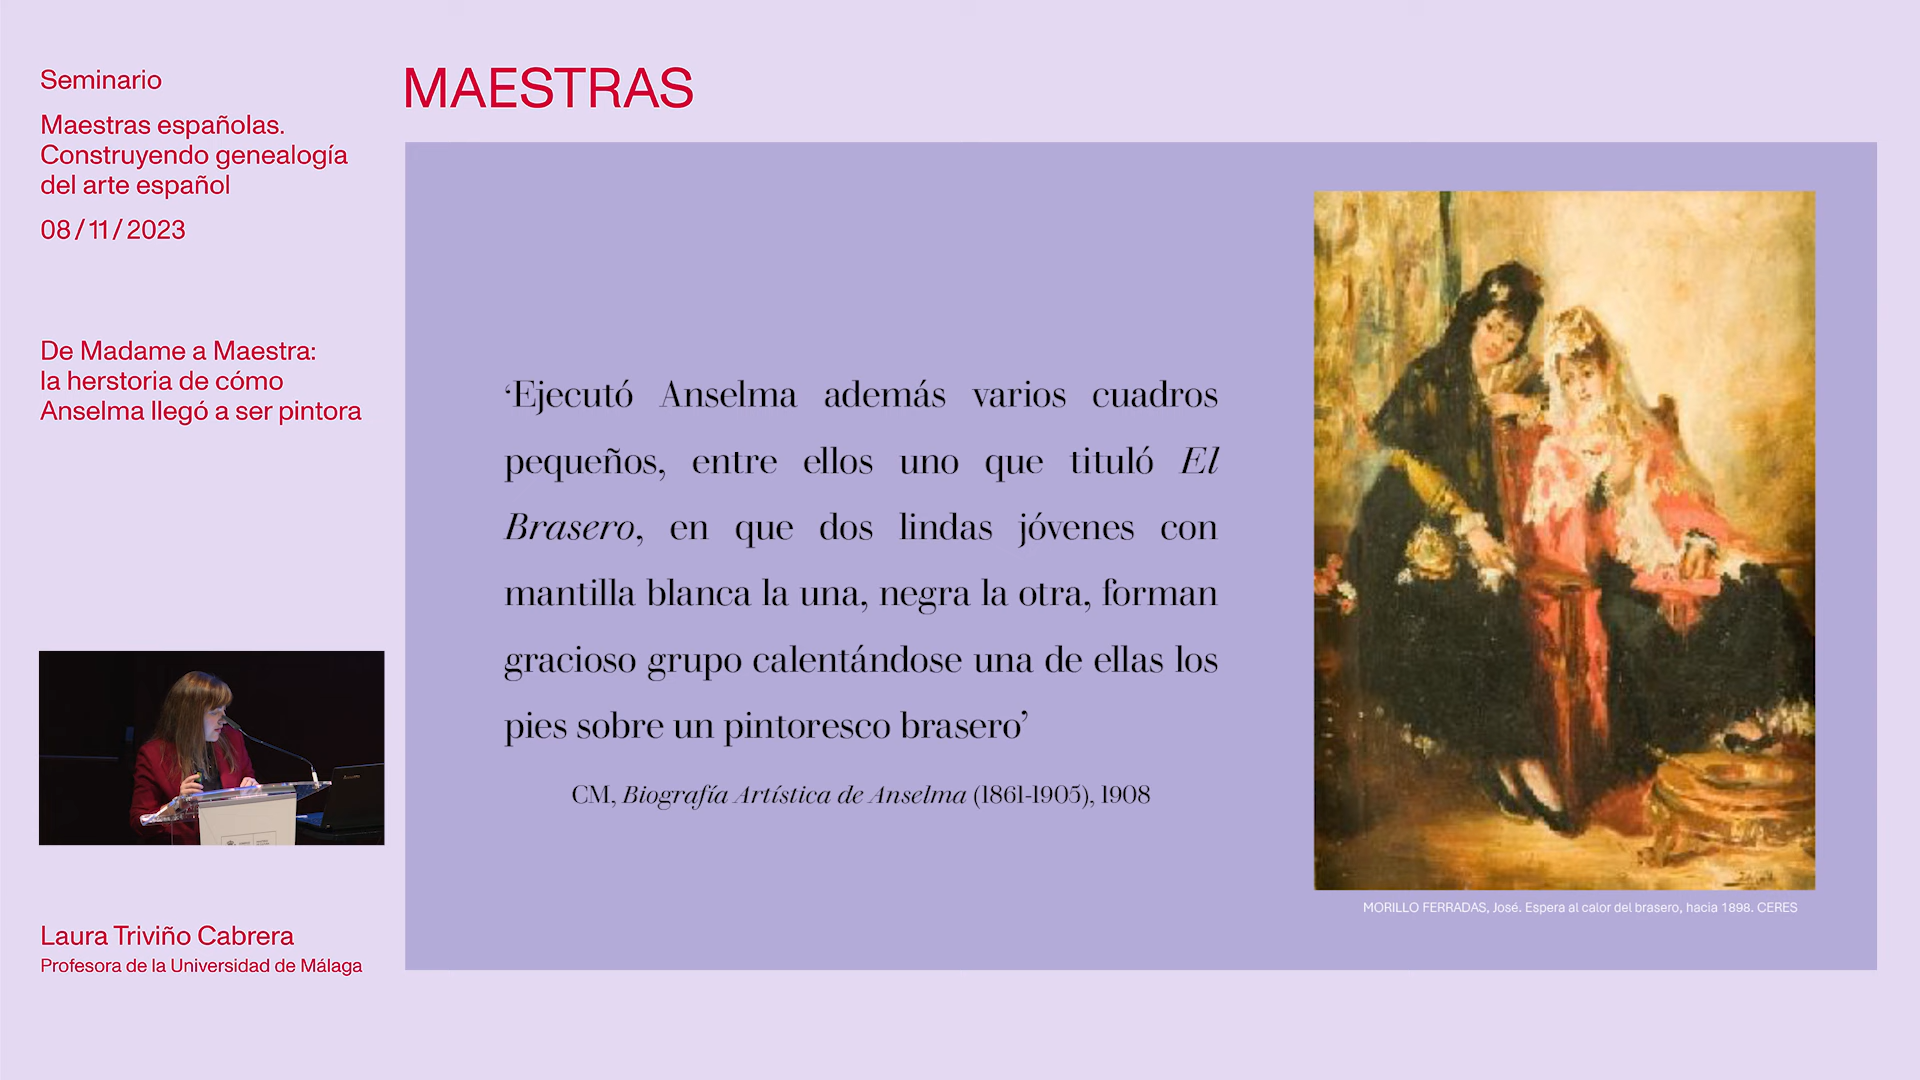 Seminario
Maestras españolas.
Construyendo genealogía
del arte español
08/11/2023
De Madame a Maestra:
la herstoria de cómo
Anselma llegó a ser pintora
Laura Triviño Cabrera
Profesora de la Universidad de Málaga
MAESTRAS
‘Ejecutó Anselma además varios cuadros
pequeños, entre ellos uno que tituló El
Brasero, en que dos lindas jóvenes con
mantilla blanca la una, negra la otra, forman
gracioso grupo calentándose una de ellas los
pies sobre un pintoresco brasero’
CM, Biografía Artística de Anselma (1861-1905), 1908
MORILLO FERRADAS, José. Espera al calor del brasero, hacia 1898. CERES